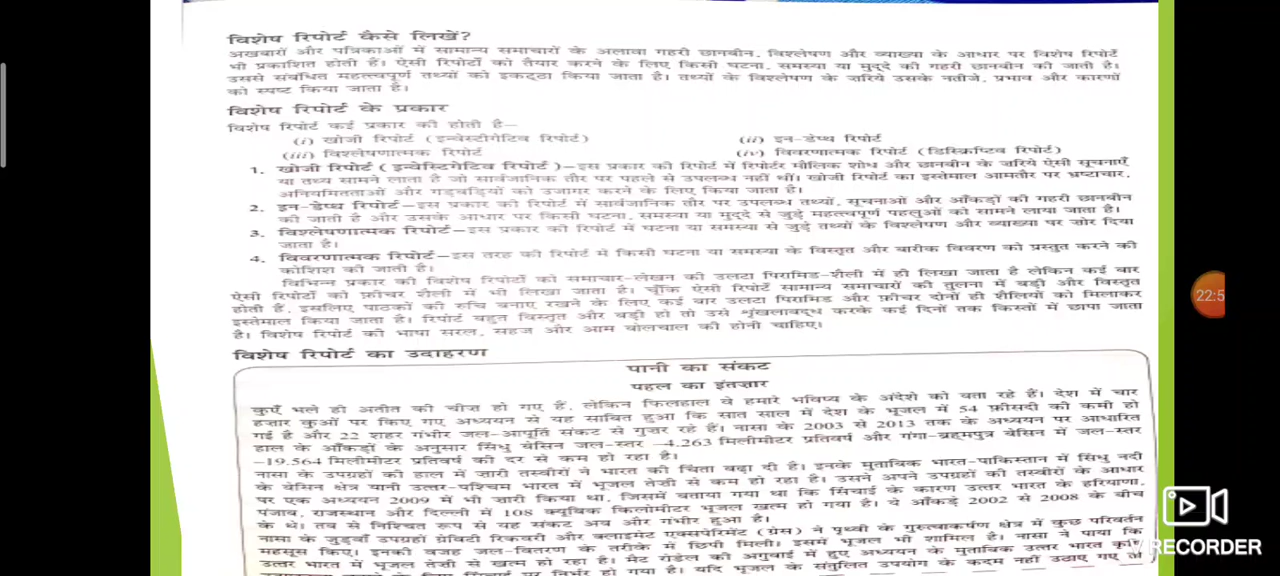 विशेष रिपोर्ट कैसे लिखें?
अखबारों और पत्रिकाओं में सामान्य समाचारों के अलावा गहरी छानबीन, विश्लेषण और व्याख्या के आधार पर विशेष रिपोर्ट
भी प्रकाशित होती हैं। ऐसी रिपोर्टों को तैयार करने के लिए किसी घटना, समस्या या मुद्दे की गहरी छानबीन की जाती है।
उससे संबंधित महत्त्वपूर्ण तथ्यों को इकट्ठा किया जाता है। तथ्यों के विश्लेषण के ज़रिये उसके नतीजे, प्रभाव और कारणों
को स्पष्ट किया जाता है।
विशेष रिपोर्ट के प्रकार
विशेष रिपोर्ट कई प्रकार की होती है—
(i) खोजी रिपोर्ट (इन्वेस्टीगेटिव रिपोर्ट)
(ii) इन-डेप्थ रिपोर्ट
(iii) विश्लेषणात्मक रिपोर्ट
(iv) विवरणात्मक रिपोर्ट (डिस्क्रिप्टिव रिपोर्ट)
1. खोजी रिपोर्ट (इन्वेस्टिगेटिव रिपोर्ट)—इस प्रकार की रिपोर्ट में रिपोर्टर मौलिक शोध और छानबीन के जरिये ऐसी सूचनाएँ
या तथ्य सामने लाता है जो सार्वजानिक तौर पर पहले से उपलब्ध नहीं थीं। खोजी रिपोर्ट का इस्तेमाल आमतौर पर भ्रष्टाचार,
अनियमितताओं और गड़बड़ियों को उजागर करने के लिए किया जाता है।
2. इन-डेप्थ रिपोर्ट—इस प्रकार की रिपोर्ट में सार्वजानिक तौर पर उपलब्ध तथ्यों, सूचनाओं और आँकड़ों की गहरी छानबीन
की जाती है और उसके आधार पर किसी घटना, समस्या या मुद्दे से जुड़े महत्त्वपूर्ण पहलुओं को सामने लाया जाता है।
3. विश्लेषणात्मक रिपोर्ट—इस प्रकार की रिपोर्ट में घटना या समस्या से जुड़े तथ्यों के विश्लेषण और व्याख्या पर ज़ोर दिया
जाता है।
4. विवरणात्मक रिपोर्ट—इस तरह की रिपोर्ट में किसी घटना या समस्या के विस्तृत और बारीक विवरण को प्रस्तुत करने की
कोशिश की जाती है।
विभिन्न प्रकार की विशेष रिपोर्टों को समाचार-लेखन की उलटा पिरामिड-शैली में ही लिखा जाता है लेकिन कई बार
ऐसी रिपोर्टों को फ़ीचर शैली में भी लिखा जाता है। चूँकि ऐसी रिपोर्टें सामान्य समाचारों की तुलना में बड़ी और विस्तृत
होती हैं, इसलिए पाठकों की रुचि बनाए रखने के लिए कई बार उलटा पिरामिड और फ़ीचर दोनों ही शैलियों को मिलाकर
इस्तेमाल किया जाता है। रिपोर्ट बहुत विस्तृत और बड़ी हो तो उसे शृंखलाबद्ध करके कई दिनों तक किस्तों में छापा जाता
है। विशेष रिपोर्ट की भाषा सरल, सहज और आम बोलचाल की होनी चाहिए।
विशेष रिपोर्ट का उदाहरण
पानी का संकट
पहल का इंतज़ार
कुएँ भले ही अतीत की चीज़ हो गए हैं, लेकिन फिलहाल वे हमारे भविष्य के अंदेशे को बता रहे हैं। देश में चार
हज़ार कुओं पर किए गए अध्ययन से यह साबित हुआ कि सात साल में देश के भूजल में 54 फ़ीसदी की कमी हो
गई है और 22 शहर गंभीर जल-आपूर्ति संकट से गुज़र रहे हैं। नासा के 2003 से 2013 तक के अध्ययन पर आधारित
हाल के आँकड़ों के अनुसार सिंधु बेसिन जल-स्तर –4.263 मिलीमीटर प्रतिवर्ष और गंगा-ब्रह्मपुत्र बेसिन में जल-स्तर
–19.564 मिलीमीटर प्रतिवर्ष की दर से कम हो रहा है।
नासा के उपग्रहों की हाल में जारी तस्वीरों ने भारत की चिंता बढ़ा दी है। इनके मुताबिक भारत-पाकिस्तान में सिंधु नदी
के बेसिन क्षेत्र यानी उत्तर-पश्चिम भारत में भूजल तेज़ी से कम हो रहा है। उसने अपने उपग्रहों की तस्वीरों के आधार
पर एक अध्ययन 2009 में भी ज़ारी किया था, जिसमें बताया गया था कि सिंचाई के कारण उत्तर भारत के हरियाणा,
पंजाब, राजस्थान और दिल्ली में 108 क्यूबिक किलोमीटर भूजल खत्म हो गया है। ये आँकड़े 2002 से 2008 के बीच
के थे। तब से निश्चित रूप से यह संकट अब और गंभीर हुआ है।
नासा के जुड़वाँ उपग्रहों ग्रेविटी रिकवरी और क्लाइमेट एक्सपेरिमेंट (ग्रेस) ने पृथ्वी के गुरुत्वाकर्षण क्षेत्र में कुछ परिवर्तन
महसूस किए। इनकी वजह जल-वितरण के तरीके में छिपी मिली। इसमें भूजल भी शामिल है। नासा ने पाया कि
उत्तर भारत में भूजल तेज़ी से खत्म हो रहा है। मैट रोडेल की अगुवाई में हुए अध्ययन के मुताबिक उत्तर भारत
के लिए सिंचाई पर निर्भर हो गया है। यदि भूजल के संतुलित उपयोग के कदम नहीं उठाए गए तो
22:5
RECORDER